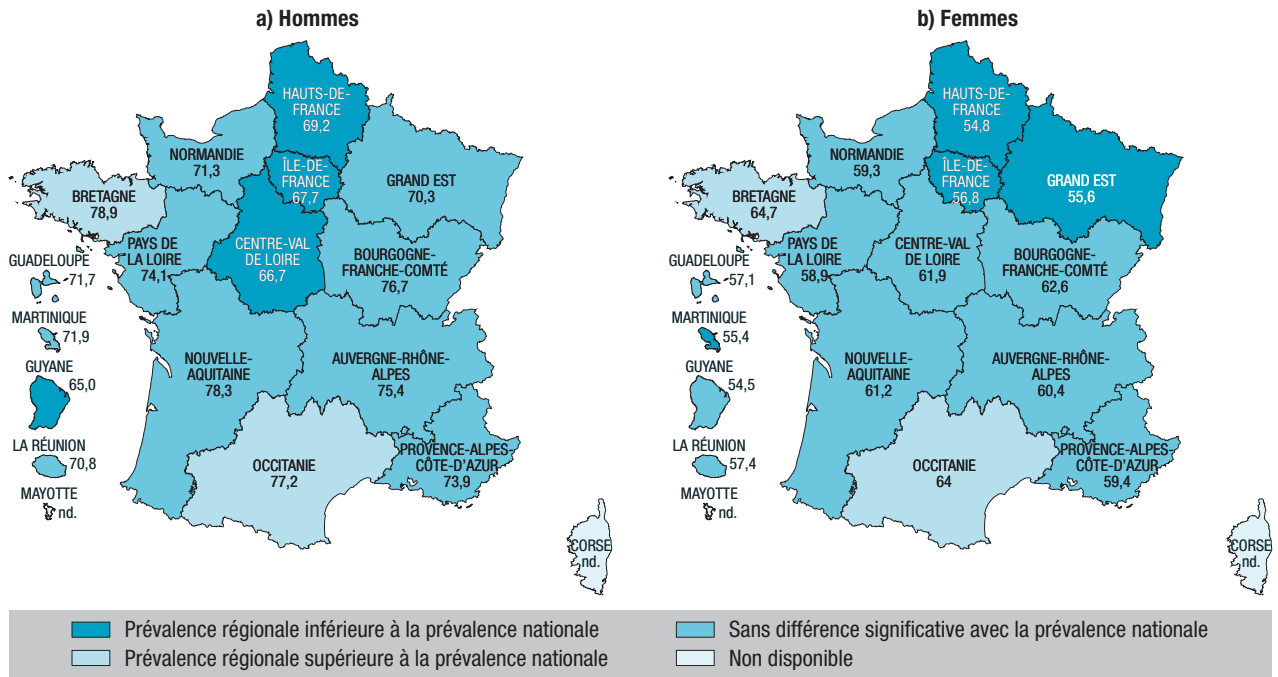 a) Hommes
HAUTS-DE-
FRANCE
69,2
NORMANDIE
71,3
ÎLE-DE-
FRANCE
67,7
GRAND EST
70,3
BRETAGNE
78,9
PAYS DE
LA LOIRE
74,1
CENTRE-VAL
DE LOIRE
66,7
BOURGOGNE-
FRANCHE-COMTÉ
76,7
GUADELOUPE
71,7
MARTINIQUE
71,9
GUYANE
65,0
LA RÉUNION
70,8
MAYOTTE
nd.
NOUVELLE-
AQUITAINE
78,3
AUVERGNE-RHÔNE-
ALPES
75,4
OCCITANIE
77,2
PROVENCE-ALPES-
CÔTE-D'AZUR
73,9
CORSE
nd.
b) Femmes
HAUTS-DE-
FRANCE
54,8
NORMANDIE
59,3
ÎLE-DE-
FRANCE
56,8
GRAND EST
55,6
BRETAGNE
64,7
PAYS DE
LA LOIRE
58,9
CENTRE-VAL
DE LOIRE
61,9
BOURGOGNE-
FRANCHE-COMTÉ
62,6
GUADELOUPE
57,1
MARTINIQUE
55,4
GUYANE
54,5
LA RÉUNION
57,4
MAYOTTE
nd.
NOUVELLE-
AQUITAINE
61,2
AUVERGNE-RHÔNE-
ALPES
60,4
OCCITANIE
64
PROVENCE-ALPES-
CÔTE-D'AZUR
59,4
CORSE
nd.
Prévalence régionale inférieure à la prévalence nationale
Sans différence significative avec la prévalence nationale
Prévalence régionale supérieure à la prévalence nationale
Non disponible